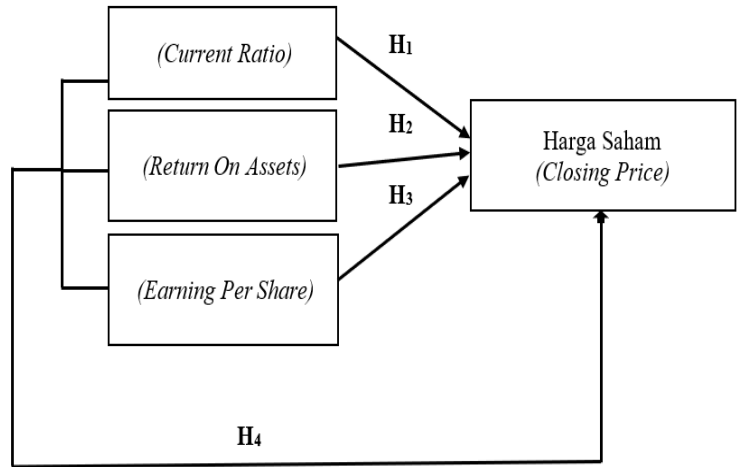 (Current Ratio)
H1
H2
(Return On Assets)
Harga Saham
(Closing Price)
H3
(Earning Per Share)
H4